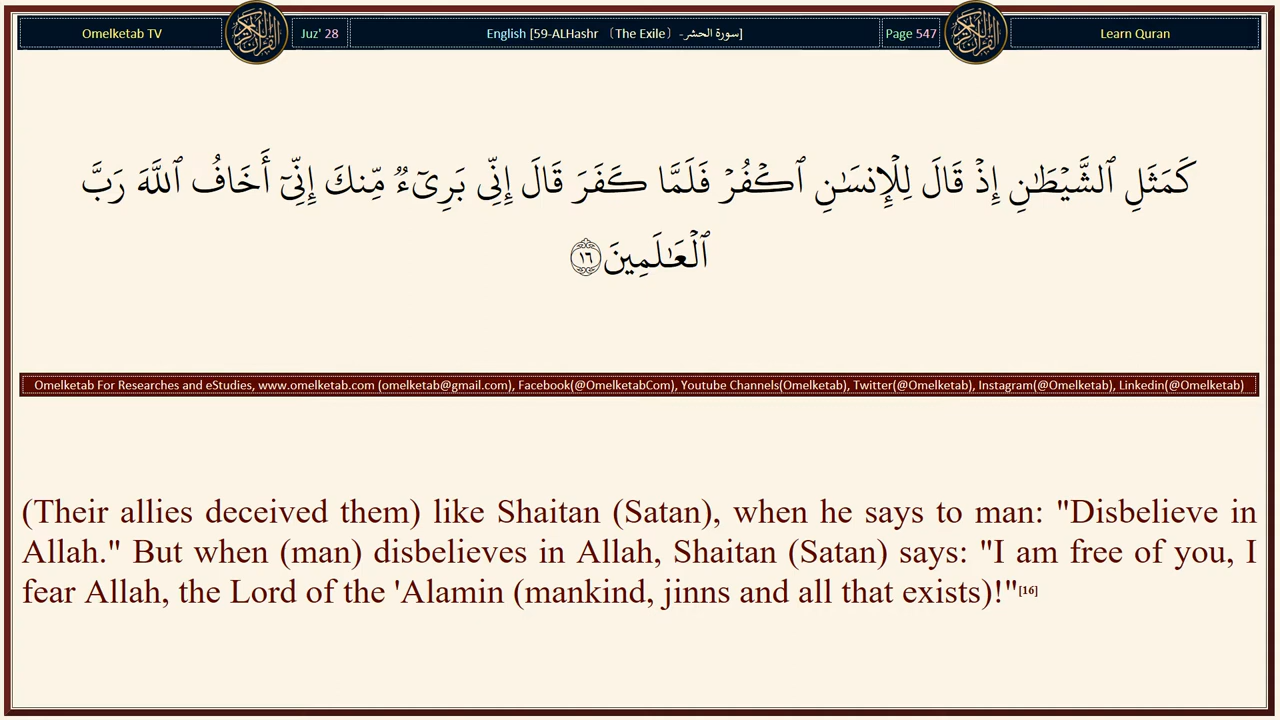 Omelketab TV
Juz' 28
English [59-ALHashr （The Exile）-سورة الحشر]
Page 547
Learn Quran
كَمَثَلِ ٱلشَّيْطَٰنِ إِذْ قَالَ لِلْإِنسَٰنِ ٱكْفُرْ فَلَمَّا كَفَرَ قَالَ إِنِّى بَرِىٓءٌۭ مِّنكَ إِنِّىٓ أَخَافُ ٱللَّهَ رَبَّ
ٱلْعَٰلَمِينَ ١٦
Omelketab For Researches and eStudies, www.omelketab.com (omelketab@gmail.com), Facebook(@OmelketabCom), Youtube Channels(Omelketab), Twitter(@Omelketab), Instagram(@Omelketab), Linkedin(@Omelketab)
(Their allies deceived them) like Shaitan (Satan), when he says to man: "Disbelieve in
Allah." But when (man) disbelieves in Allah, Shaitan (Satan) says: "I am free of you, I
fear Allah, the Lord of the 'Alamin (mankind, jinns and all that exists)!"[16]